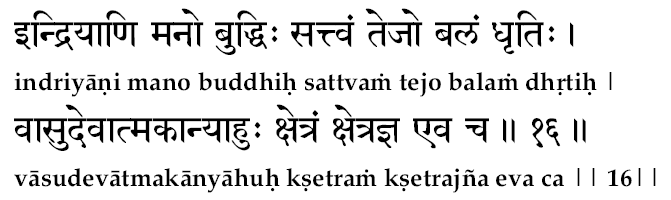 इन्द्रियाणि मनो बुद्धिः सत्त्वं तेजो बलं धृतिः ।
indriyāṇi mano buddhiḥ sattvaṁ tejo balaṁ dhṛtiḥ |
वासुदेवात्मकान्याहुः क्षेत्रं क्षेत्रज्ञ एव च ॥ १६ ॥
vāsudevātmakānyāhuḥ kṣetraṁ kṣetrajña eva ca || 16||